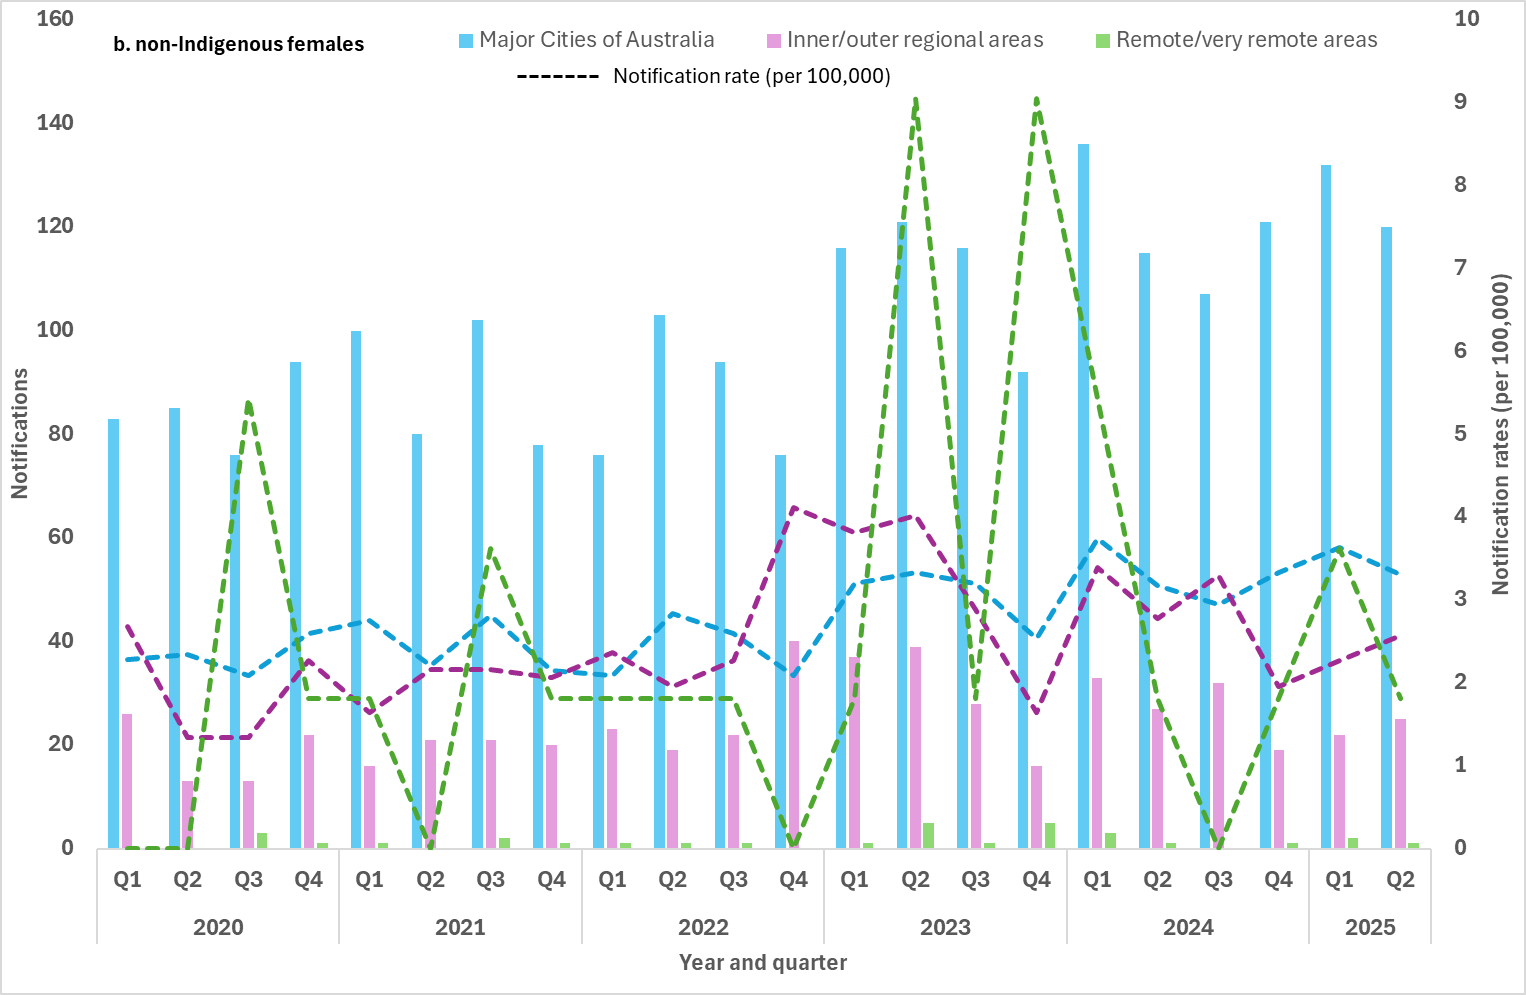 b. non-Indigenous females
Major Cities of Australia
Inner/outer regional areas
Remote/very remote areas
Notification rate (per 100,000)
160
140
120
100
80
60
40
20
0
Notifications
10
9
8
7
6
5
4
3
2
1
0
Notification rates (per 100,000)
Q1 Q2 Q3 Q4 Q1 Q2 Q3 Q4 Q1 Q2 Q3 Q4 Q1 Q2 Q3 Q4 Q1 Q2 Q3 Q4 Q1 Q2
2020 2021 2022 2023 2024 2025
Year and quarter